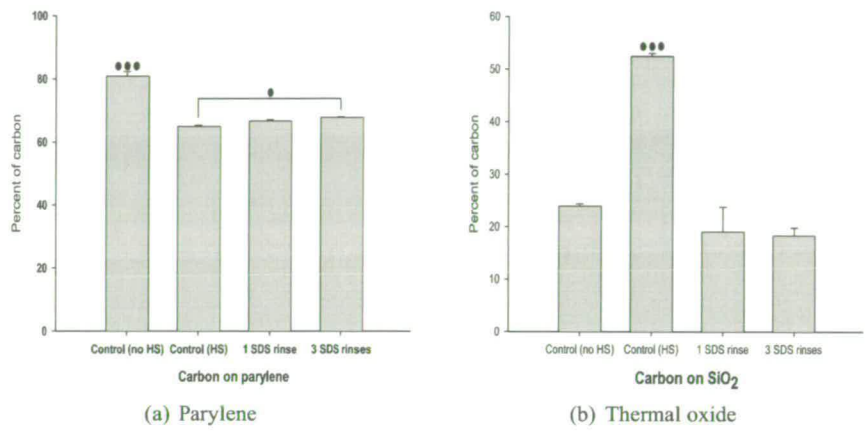 100
80
60
40
20
0
Percent of carbon
Control (no HS) Control (HS) 1 SDS rinse 3 SDS rinses
Carbon on parylene
(a) Parylene
60
50
40
30
20
10
0
Percent of carbon
Control (no HS) Control (HS) 1 SDS rinse 3 SDS rinses
Carbon on SiO₂
(b) Thermal oxide